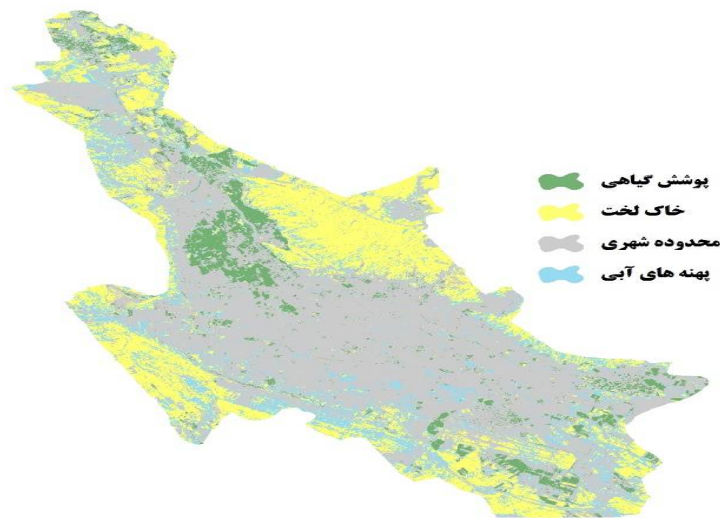 پوشش گیاهی
خاک لخت
محدوده شهری
پهنه های آبی